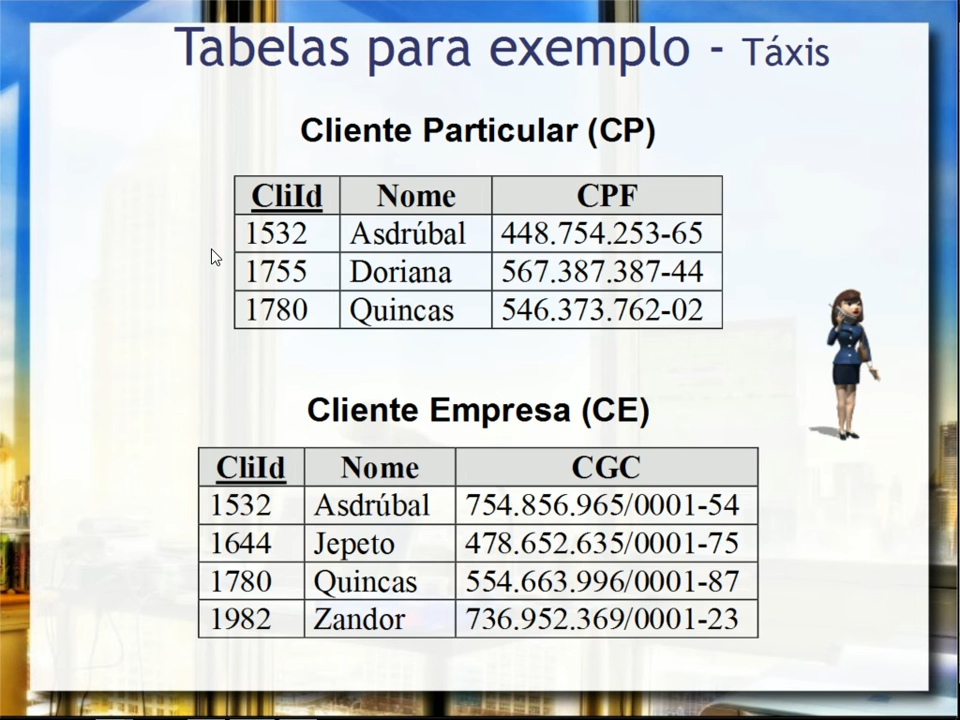 Tabelas para exemplo - Táxis
Cliente Particular (CP)
CliId Nome CPF
1532 Asdrúbal 448.754.253-65
1755 Doriana 567.387.387-44
1780 Quincas 546.373.762-02
Cliente Empresa (CE)
CliId Nome CGC
1532 Asdrúbal 754.856.965/0001-54
1644 Jepeto 478.652.635/0001-75
1780 Quincas 554.663.996/0001-87
1982 Zandor 736.952.369/0001-23